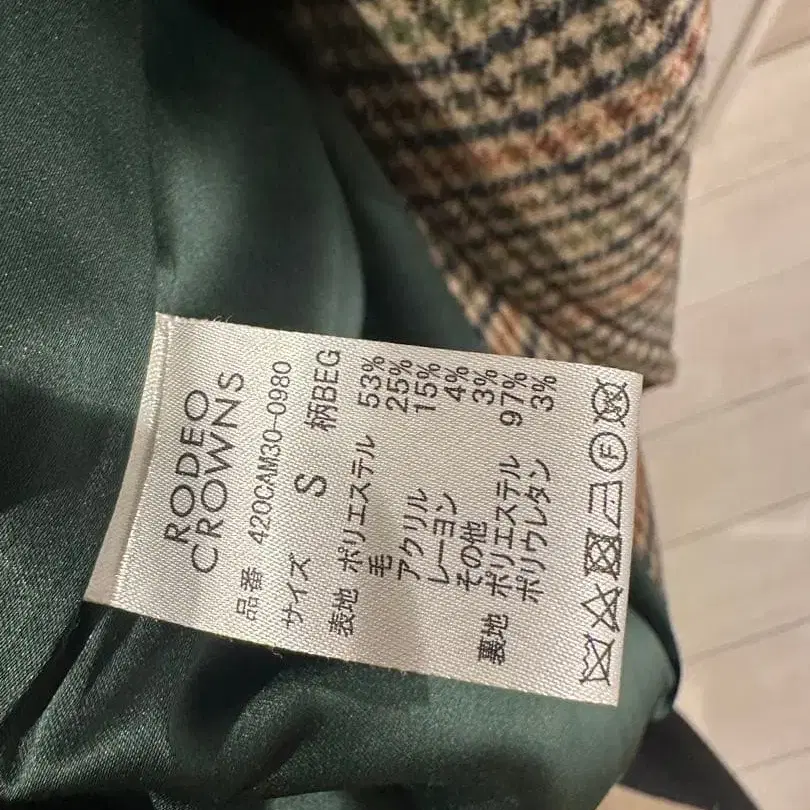 RODEO
CROWNS
品番 420CAM30-0980
サイズ S 柄BEG
表地 ポリエステル 53%
毛 25%
アクリル 15%
レーヨン 4%
その他 3%
裏地 ポリエステル 97%
ポリウレタン 3%
F